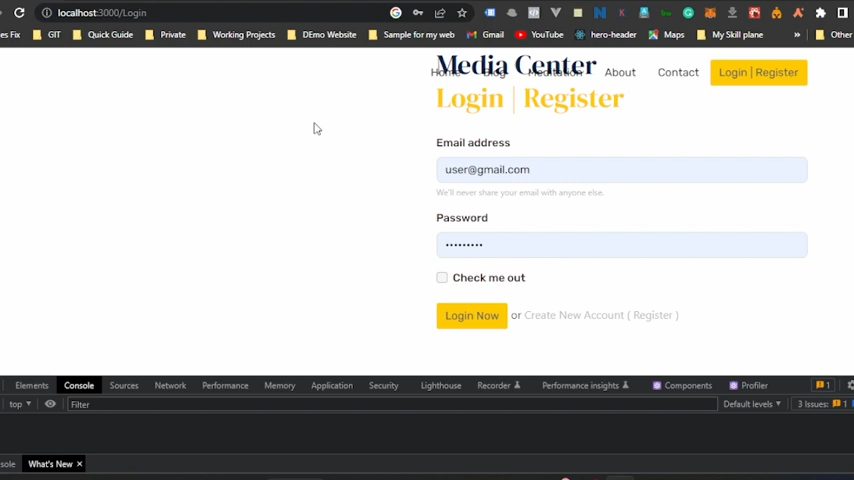 localhost:3000/Login
es Fix GIT Quick Guide Private Working Projects DEmo Website Sample for my web Gmail YouTube hero-header Maps My Skill plane » Other
Media Center
Home Blog Meditation About Contact Login | Register
Login | Register
Email address
user@gmail.com
We'll never share your email with anyone else.
Password
•••••••••
Check me out
Login Now or Create New Account ( Register )
Elements Console Sources Network Performance Memory Application Security Lighthouse Recorder Performance insights Components Profiler 1
top Filter Default levels 3 Issues: 1
sole What's New ×